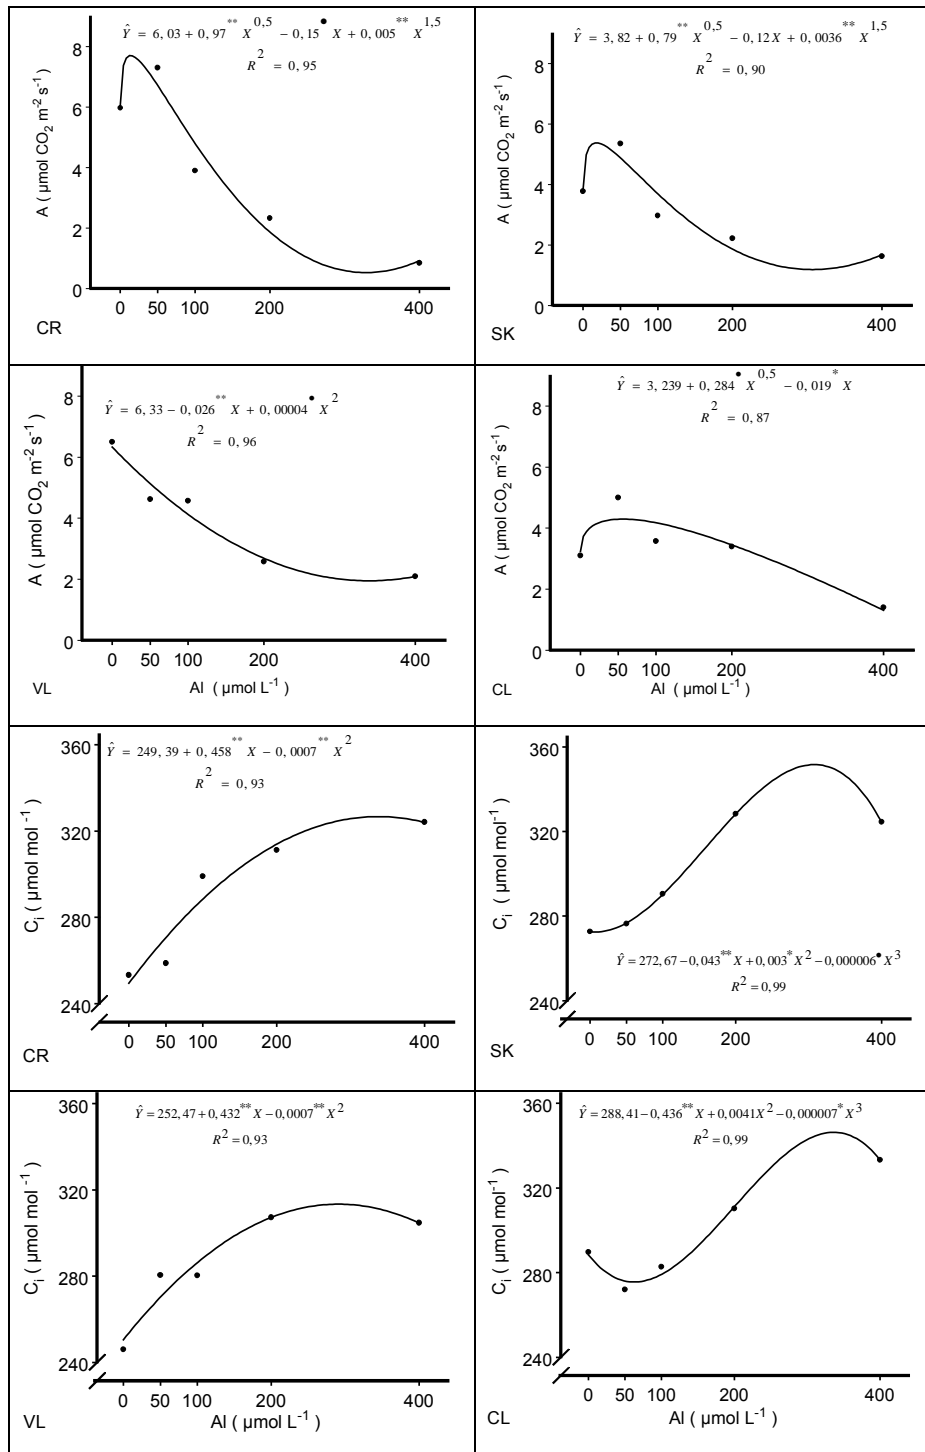 Ŷ = 6,03 + 0,97** X^0,5 − 0,15• X + 0,005** X^1,5
R² = 0,95
A ( µmol CO₂ m⁻² s⁻¹ )
8
6
4
2
0
0 50 100 200 400
CR
Ŷ = 3,82 + 0,79** X^0,5 − 0,12X + 0,0036** X^1,5
R² = 0,90
A ( µmol CO₂ m⁻² s⁻¹ )
8
6
4
2
0
0 50 100 200 400
SK
Ŷ = 6,33 − 0,026** X + 0,00004• X²
R² = 0,96
A ( µmol CO₂ m⁻² s⁻¹ )
8
6
4
2
0
0 50 100 200 400
VL
Al ( µmol L⁻¹ )
Ŷ = 3,239 + 0,284• X^0,5 − 0,019* X
R² = 0,87
A ( µmol CO₂ m⁻² s⁻¹ )
8
6
4
2
0
0 50 100 200 400
CL
Al ( µmol L⁻¹ )
Ŷ = 249,39 + 0,458** X − 0,0007** X²
R² = 0,93
Cᵢ ( µmol mol⁻¹ )
360
320
280
240
0 50 100 200 400
CR
Cᵢ ( µmol mol⁻¹ )
360
320
280
240
Ŷ = 272,67 − 0,043** X + 0,003* X² − 0,000006• X³
R² = 0,99
0 50 100 200 400
SK
Ŷ = 252,47 + 0,432** X − 0,0007** X²
R² = 0,93
Cᵢ ( µmol mol⁻¹ )
360
320
280
240
0 50 100 200 400
VL
Al ( µmol L⁻¹ )
Ŷ = 288,41 − 0,436** X + 0,0041X² − 0,000007* X³
R² = 0,99
Cᵢ ( µmol mol⁻¹ )
360
320
280
240
0 50 100 200 400
CL
Al ( µmol L⁻¹ )